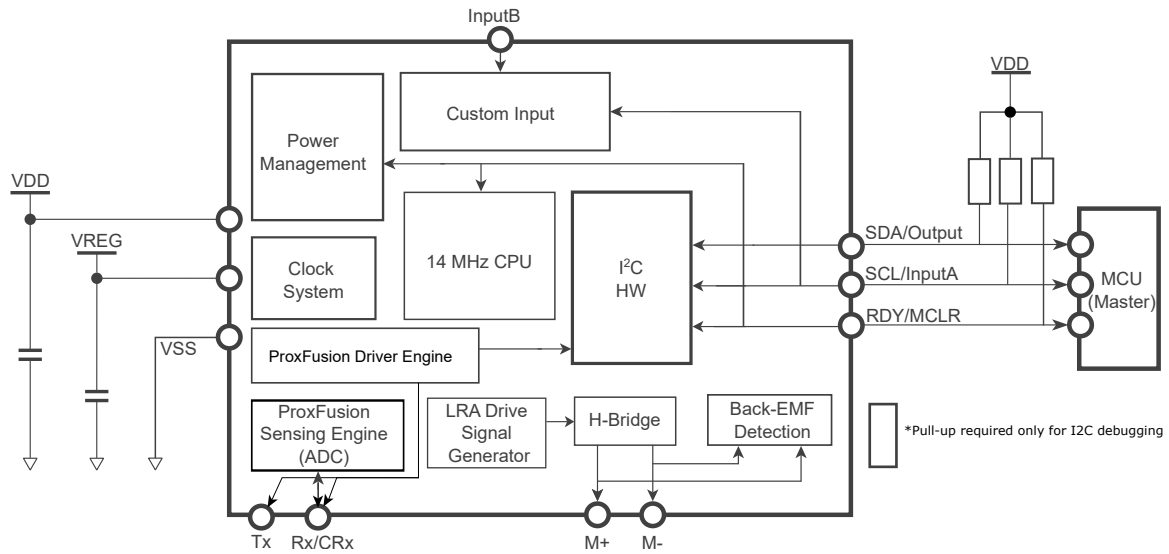 InputB
VDD
Custom Input
Power
Management
VDD
VREG
14 MHz CPU
I²C
HW
SDA/Output
SCL/InputA
RDY/MCLR
MCU
(Master)
Clock
System
VSS
ProxFusion Driver Engine
ProxFusion
Sensing Engine
(ADC)
LRA Drive
Signal
Generator
H-Bridge
Back-EMF
Detection
*Pull-up required only for I2C debugging
Tx
Rx/CRx
M+
M-